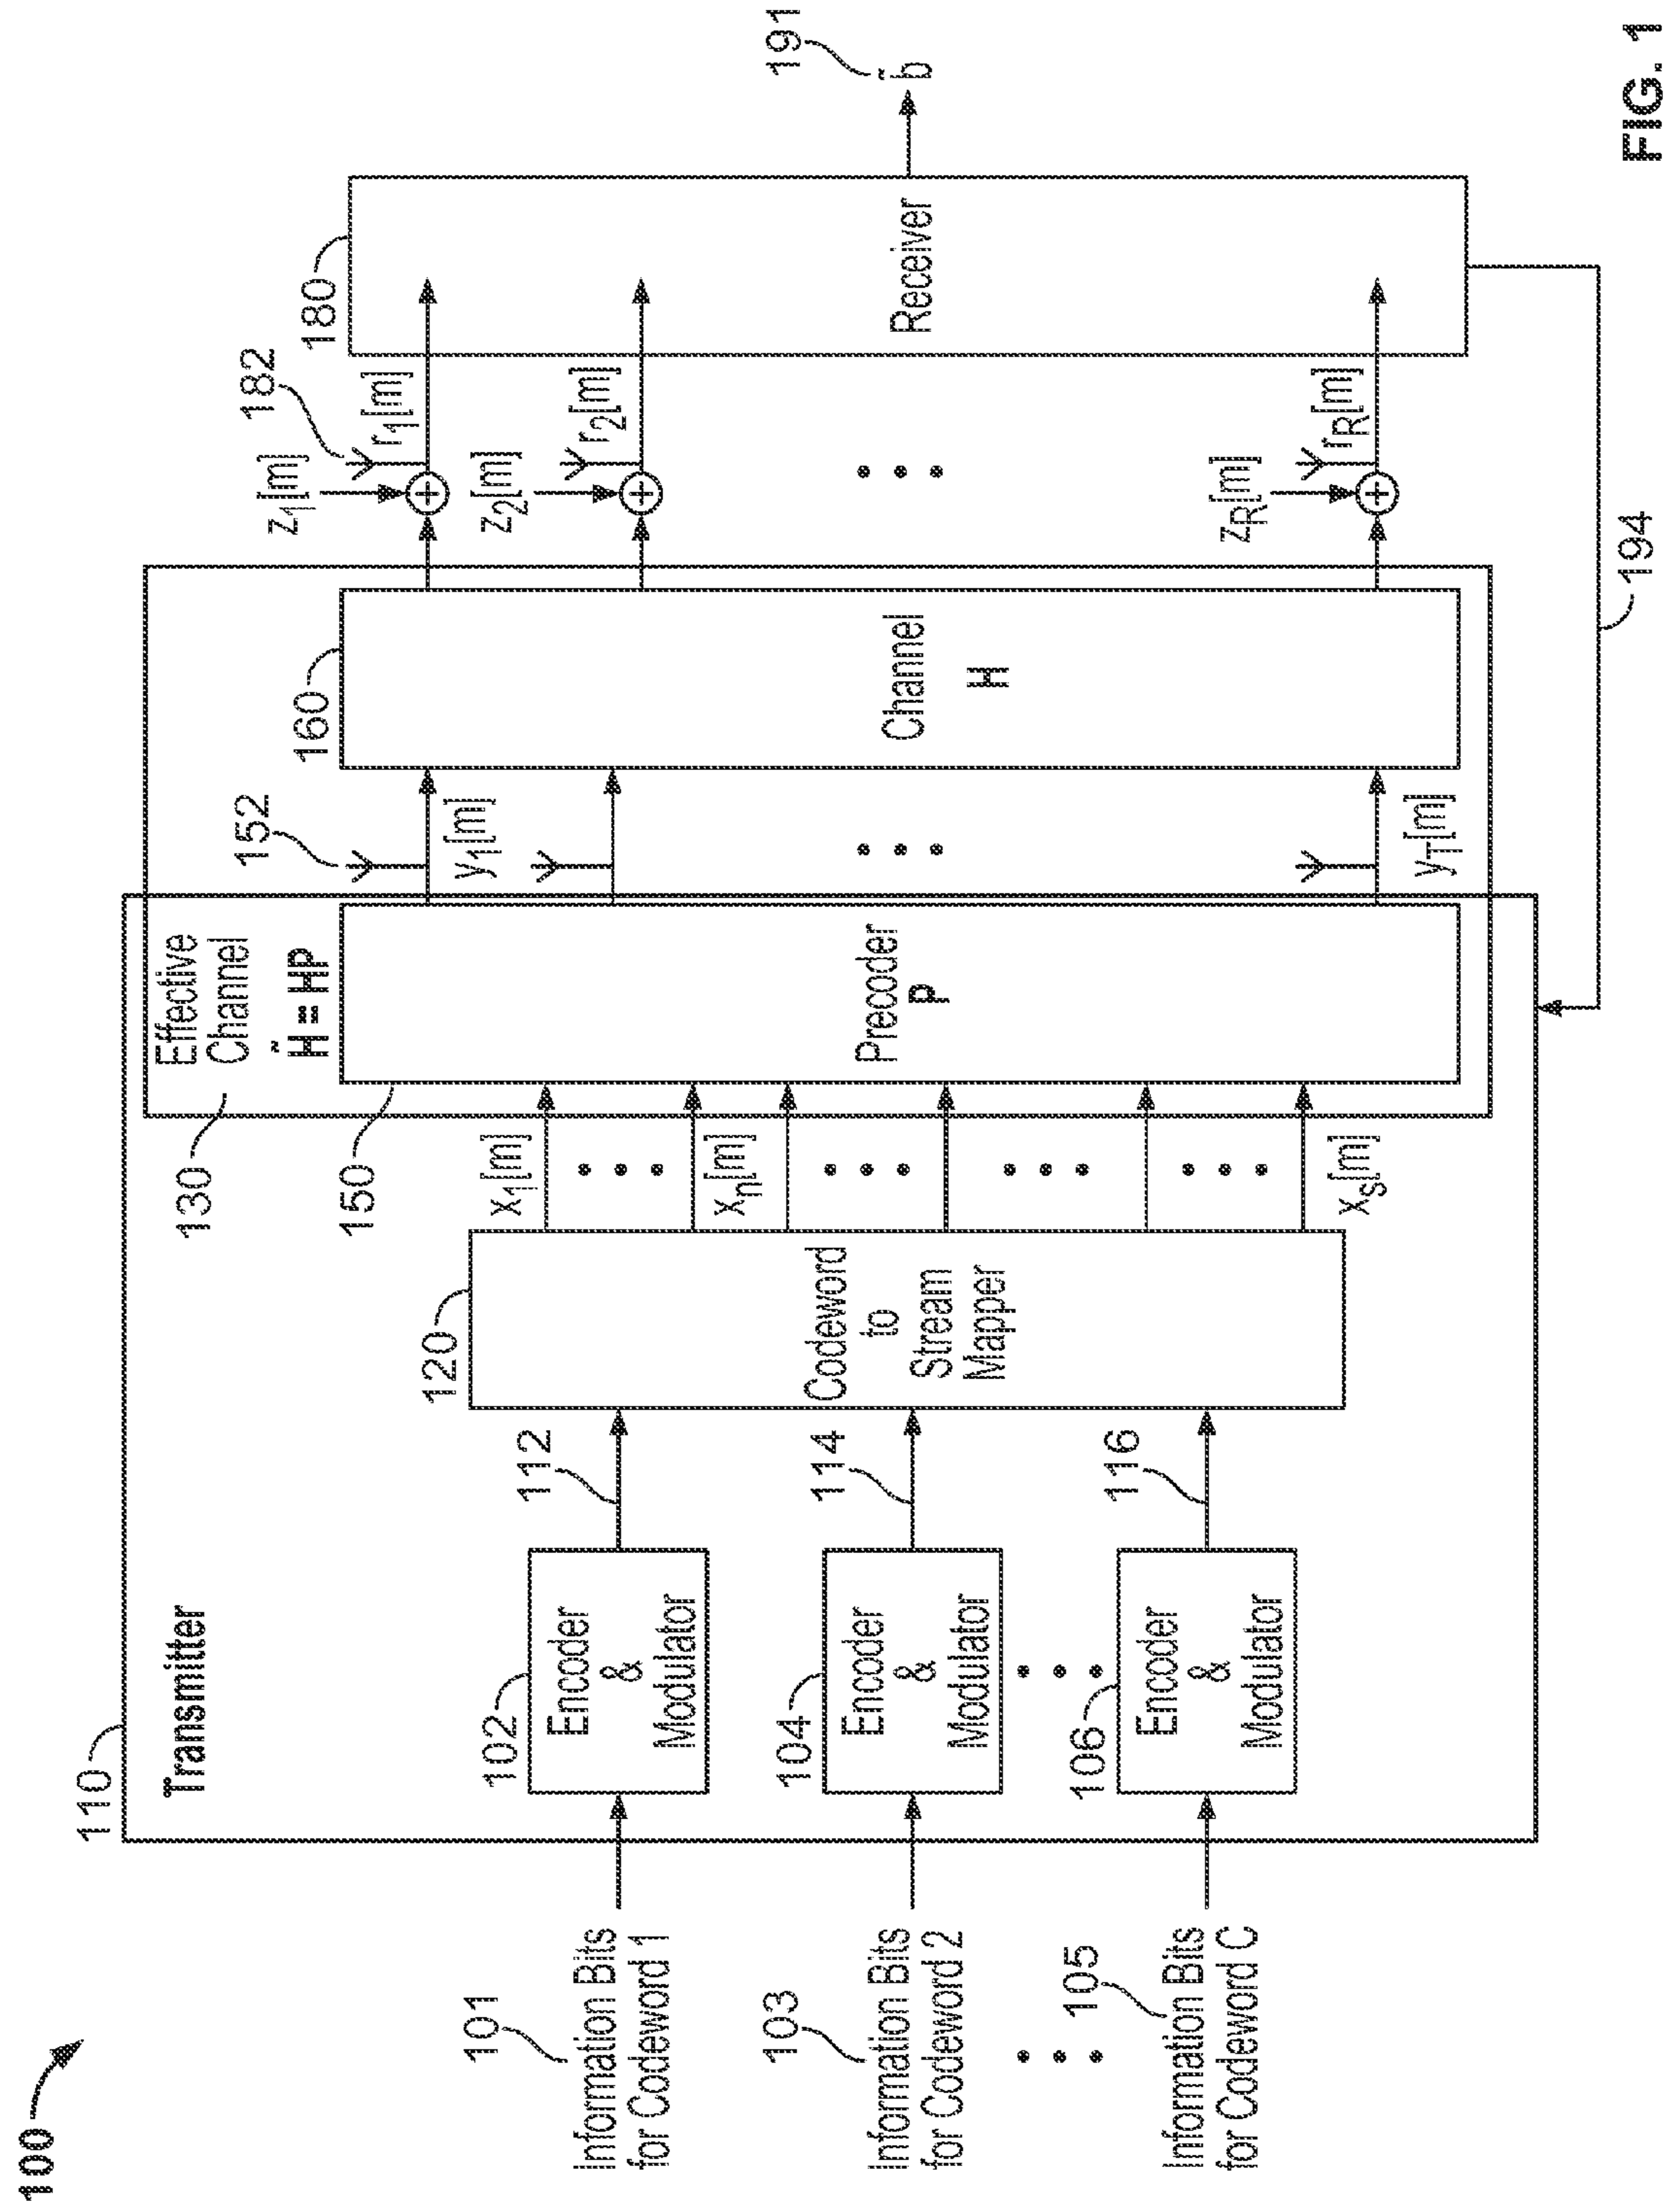 100
110
Transmitter
101
Information Bits
for Codeword 1
102
Encoder
&
Modulator
112
103
Information Bits
for Codeword 2
104
Encoder
&
Modulator
114
105
Information Bits
for Codeword C
106
Encoder
&
Modulator
116
120
Codeword
to
Stream
Mapper
x1[m]
xn[m]
xs[m]
130
Effective
Channel
H̃ = HP
150
Precoder
P
152
y1[m]
yT[m]
160
Channel
H
z1[m]
182
r1[m]
z2[m]
r2[m]
zR[m]
rR[m]
180
Receiver
191
b̃
194
FIG. 1